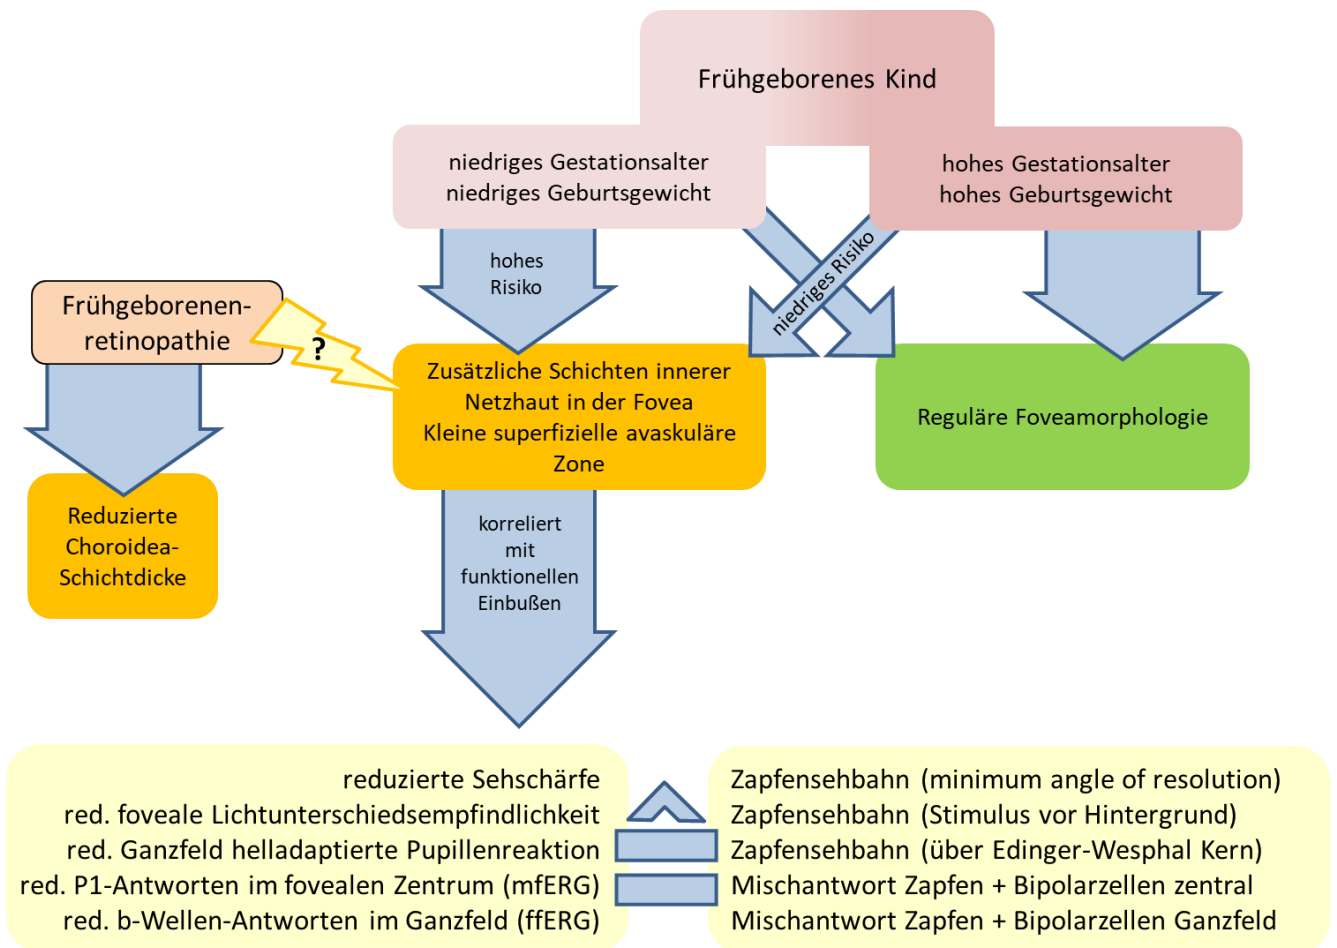 Frühgeborenes Kind
niedriges Gestationsalter
niedriges Geburtsgewicht
hohes Gestationsalter
hohes Geburtsgewicht
hohes
Risiko
niedriges Risiko
Frühgeborenen-
retinopathie
?
Zusätzliche Schichten innerer
Netzhaut in der Fovea
Kleine superfizielle avaskuläre
Zone
Reguläre Foveamorphologie
Reduzierte
Choroidea-
Schichtdicke
korreliert
mit
funktionellen
Einbußen
reduzierte Sehschärfe
red. foveale Lichtunterschiedsempfindlichkeit
red. Ganzfeld helladaptierte Pupillenreaktion
red. P1-Antworten im fovealen Zentrum (mfERG)
red. b-Wellen-Antworten im Ganzfeld (ffERG)
Zapfensehbahn (minimum angle of resolution)
Zapfensehbahn (Stimulus vor Hintergrund)
Zapfensehbahn (über Edinger-Wesphal Kern)
Mischantwort Zapfen + Bipolarzellen zentral
Mischantwort Zapfen + Bipolarzellen Ganzfeld